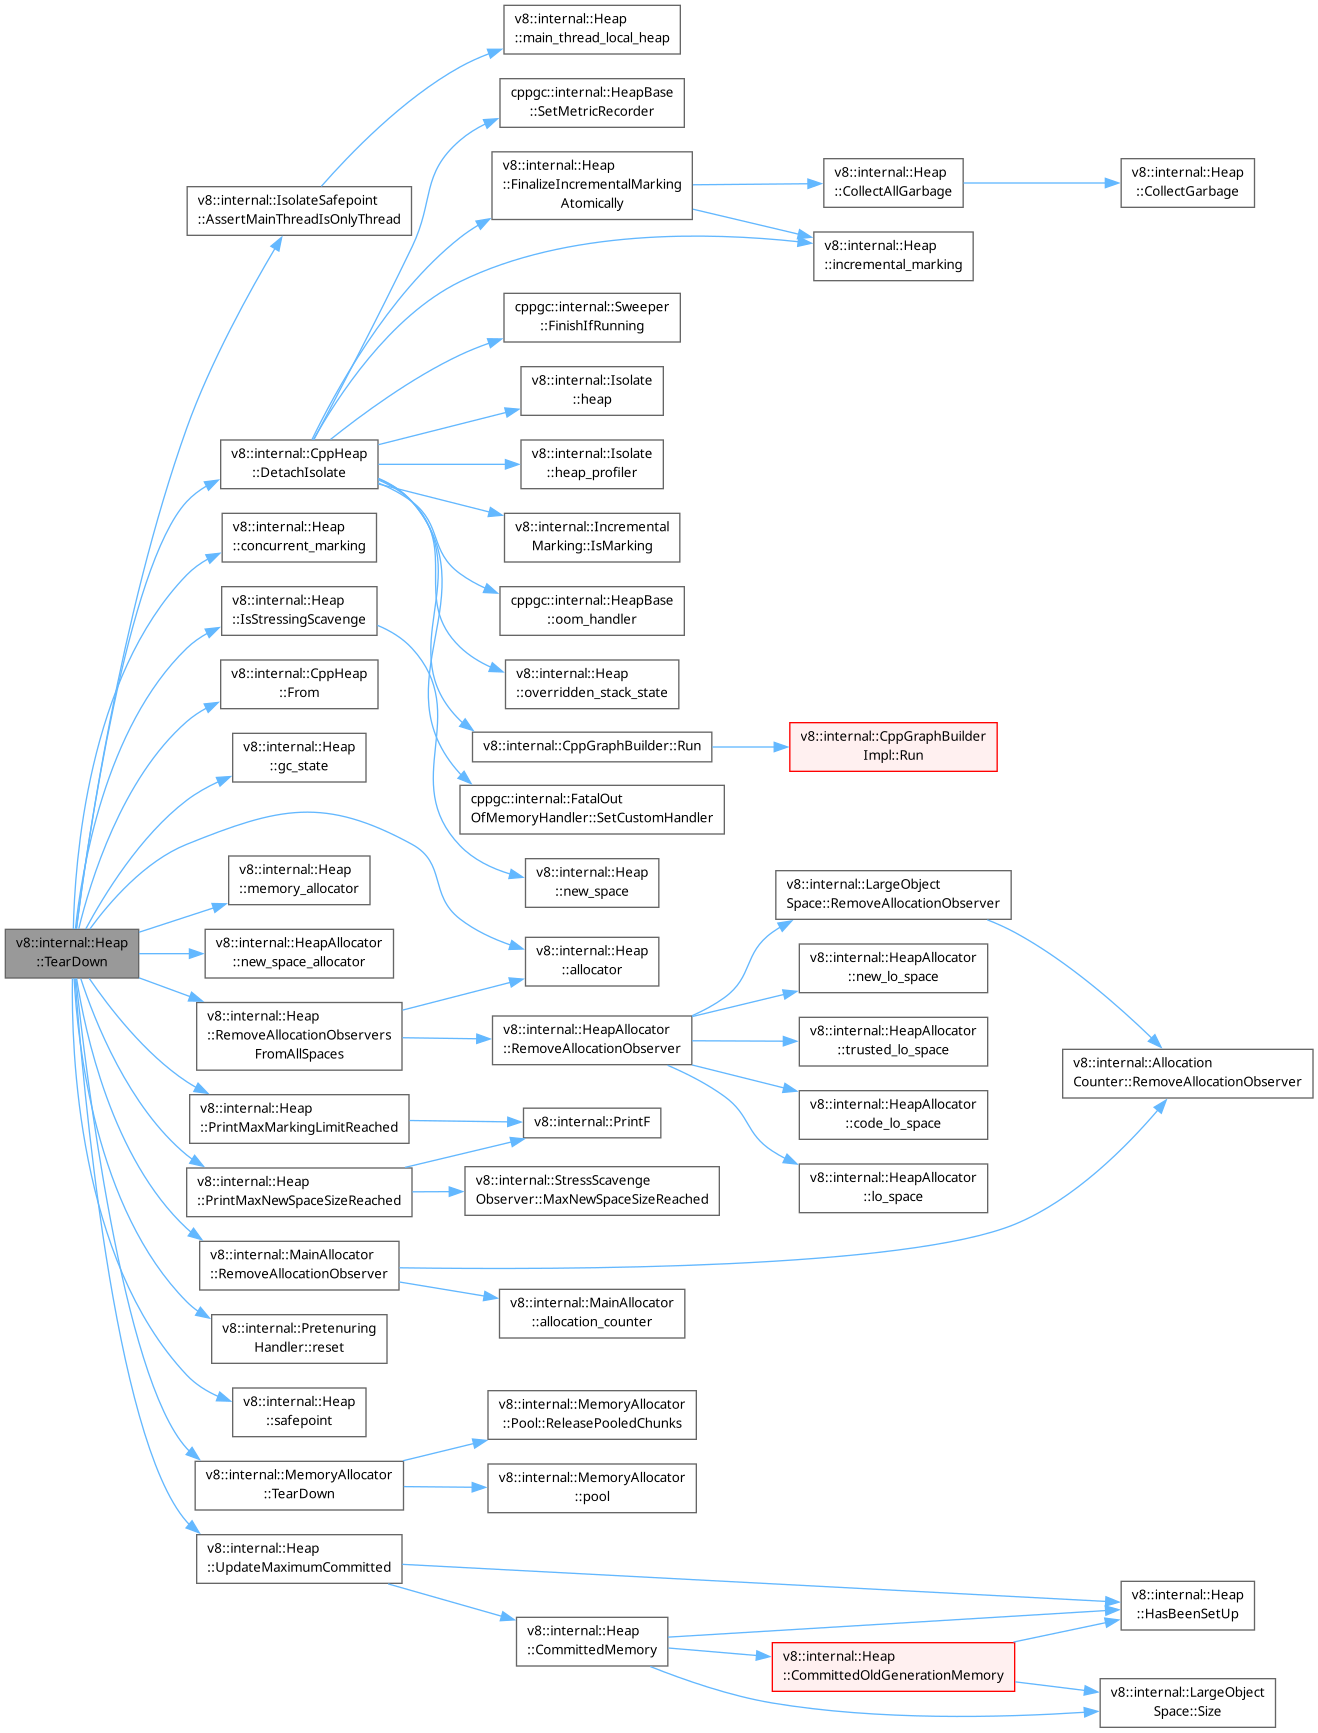 v8::internal::Heap
::main_thread_local_heap
cppgc::internal::HeapBase
::SetMetricRecorder
v8::internal::Heap
::FinalizeIncrementalMarking
Atomically
v8::internal::Heap
::CollectAllGarbage
v8::internal::Heap
::CollectGarbage
v8::internal::IsolateSafepoint
::AssertMainThreadIsOnlyThread
v8::internal::Heap
::incremental_marking
cppgc::internal::Sweeper
::FinishIfRunning
v8::internal::Isolate
::heap
v8::internal::CppHeap
::DetachIsolate
v8::internal::Isolate
::heap_profiler
v8::internal::Heap
::concurrent_marking
v8::internal::Incremental
Marking::IsMarking
v8::internal::Heap
::IsStressingScavenge
cppgc::internal::HeapBase
::oom_handler
v8::internal::CppHeap
::From
v8::internal::Heap
::overridden_stack_state
v8::internal::Heap
::gc_state
v8::internal::CppGraphBuilder::Run
v8::internal::CppGraphBuilder
Impl::Run
cppgc::internal::FatalOut
OfMemoryHandler::SetCustomHandler
v8::internal::Heap
::memory_allocator
v8::internal::Heap
::new_space
v8::internal::LargeObject
Space::RemoveAllocationObserver
v8::internal::Heap
::TearDown
v8::internal::HeapAllocator
::new_space_allocator
v8::internal::Heap
::allocator
v8::internal::HeapAllocator
::new_lo_space
v8::internal::Heap
::RemoveAllocationObservers
FromAllSpaces
v8::internal::HeapAllocator
::RemoveAllocationObserver
v8::internal::HeapAllocator
::trusted_lo_space
v8::internal::Allocation
Counter::RemoveAllocationObserver
v8::internal::Heap
::PrintMaxMarkingLimitReached
v8::internal::PrintF
v8::internal::HeapAllocator
::code_lo_space
v8::internal::Heap
::PrintMaxNewSpaceSizeReached
v8::internal::StressScavenge
Observer::MaxNewSpaceSizeReached
v8::internal::HeapAllocator
::lo_space
v8::internal::MainAllocator
::RemoveAllocationObserver
v8::internal::MainAllocator
::allocation_counter
v8::internal::Pretenuring
Handler::reset
v8::internal::Heap
::safepoint
v8::internal::MemoryAllocator
::Pool::ReleasePooledChunks
v8::internal::MemoryAllocator
::TearDown
v8::internal::MemoryAllocator
::pool
v8::internal::Heap
::UpdateMaximumCommitted
v8::internal::Heap
::HasBeenSetUp
v8::internal::Heap
::CommittedMemory
v8::internal::Heap
::CommittedOldGenerationMemory
v8::internal::LargeObject
Space::Size